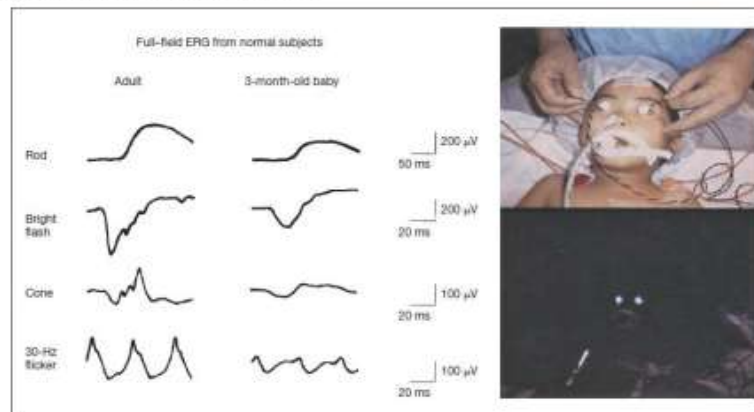 Full-field ERG from normal subjects
Adult
3-month-old baby
Rod
200 µV
50 ms
Bright
flash
200 µV
20 ms
Cone
100 µV
20 ms
30-Hz
flicker
100 µV
20 ms